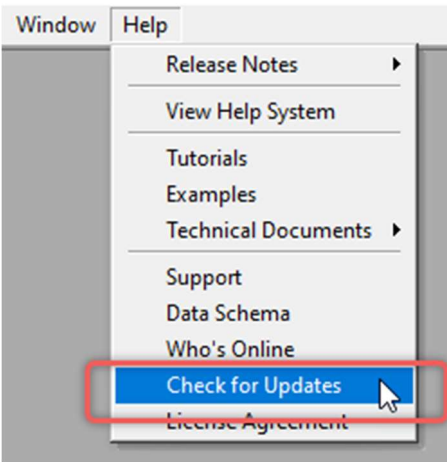 Window Help
Release Notes
View Help System
Tutorials
Examples
Technical Documents
Support
Data Schema
Who's Online
Check for Updates
License Agreement